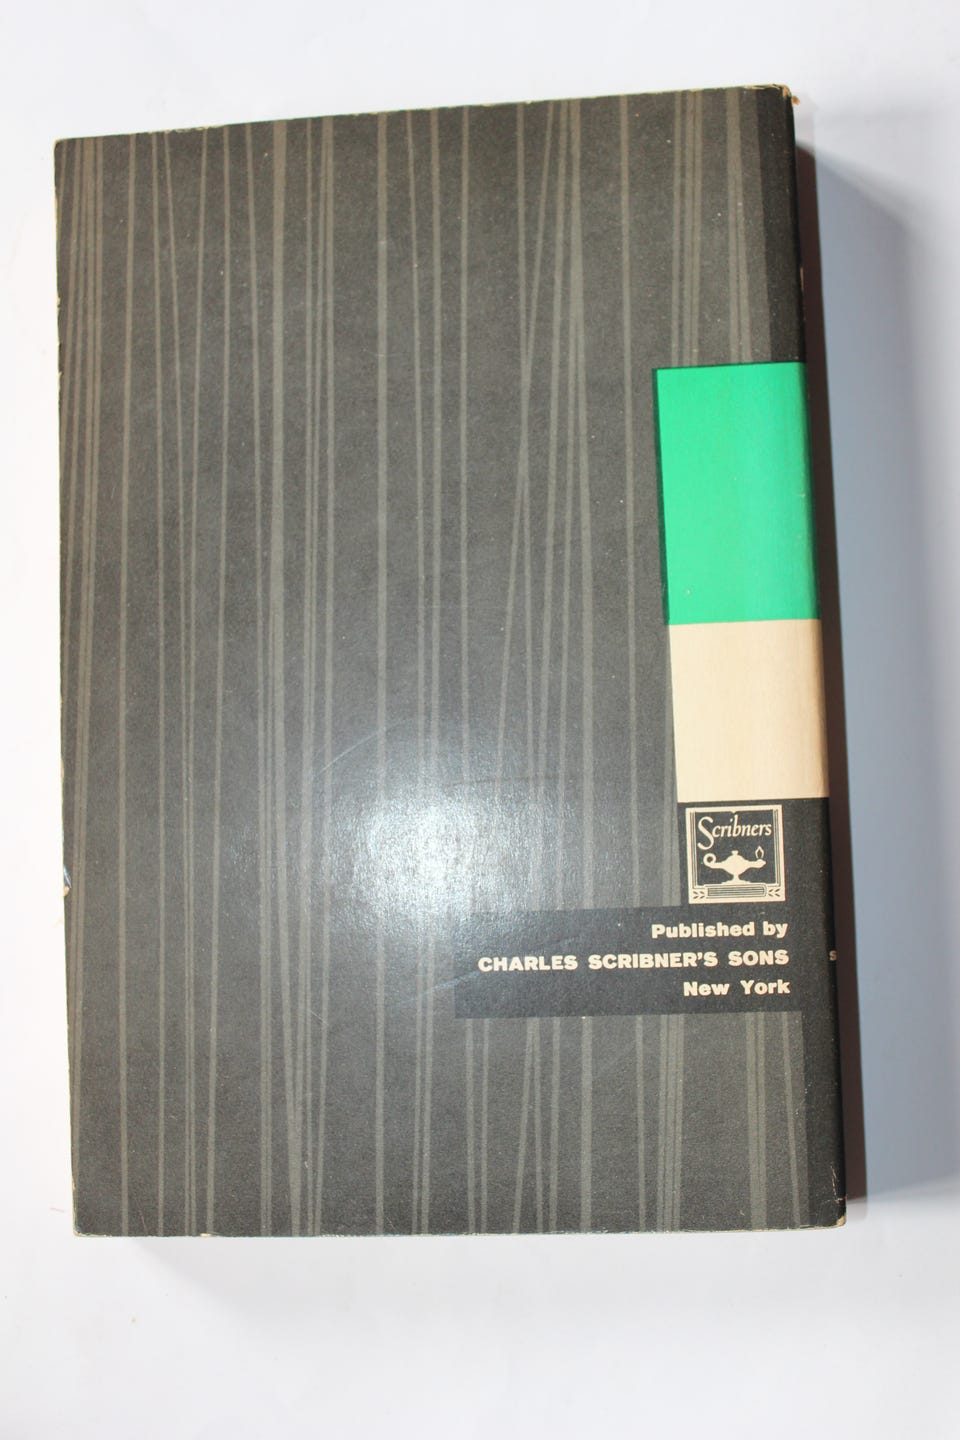 Scribners
Published by
CHARLES SCRIBNER'S SONS
New York
S